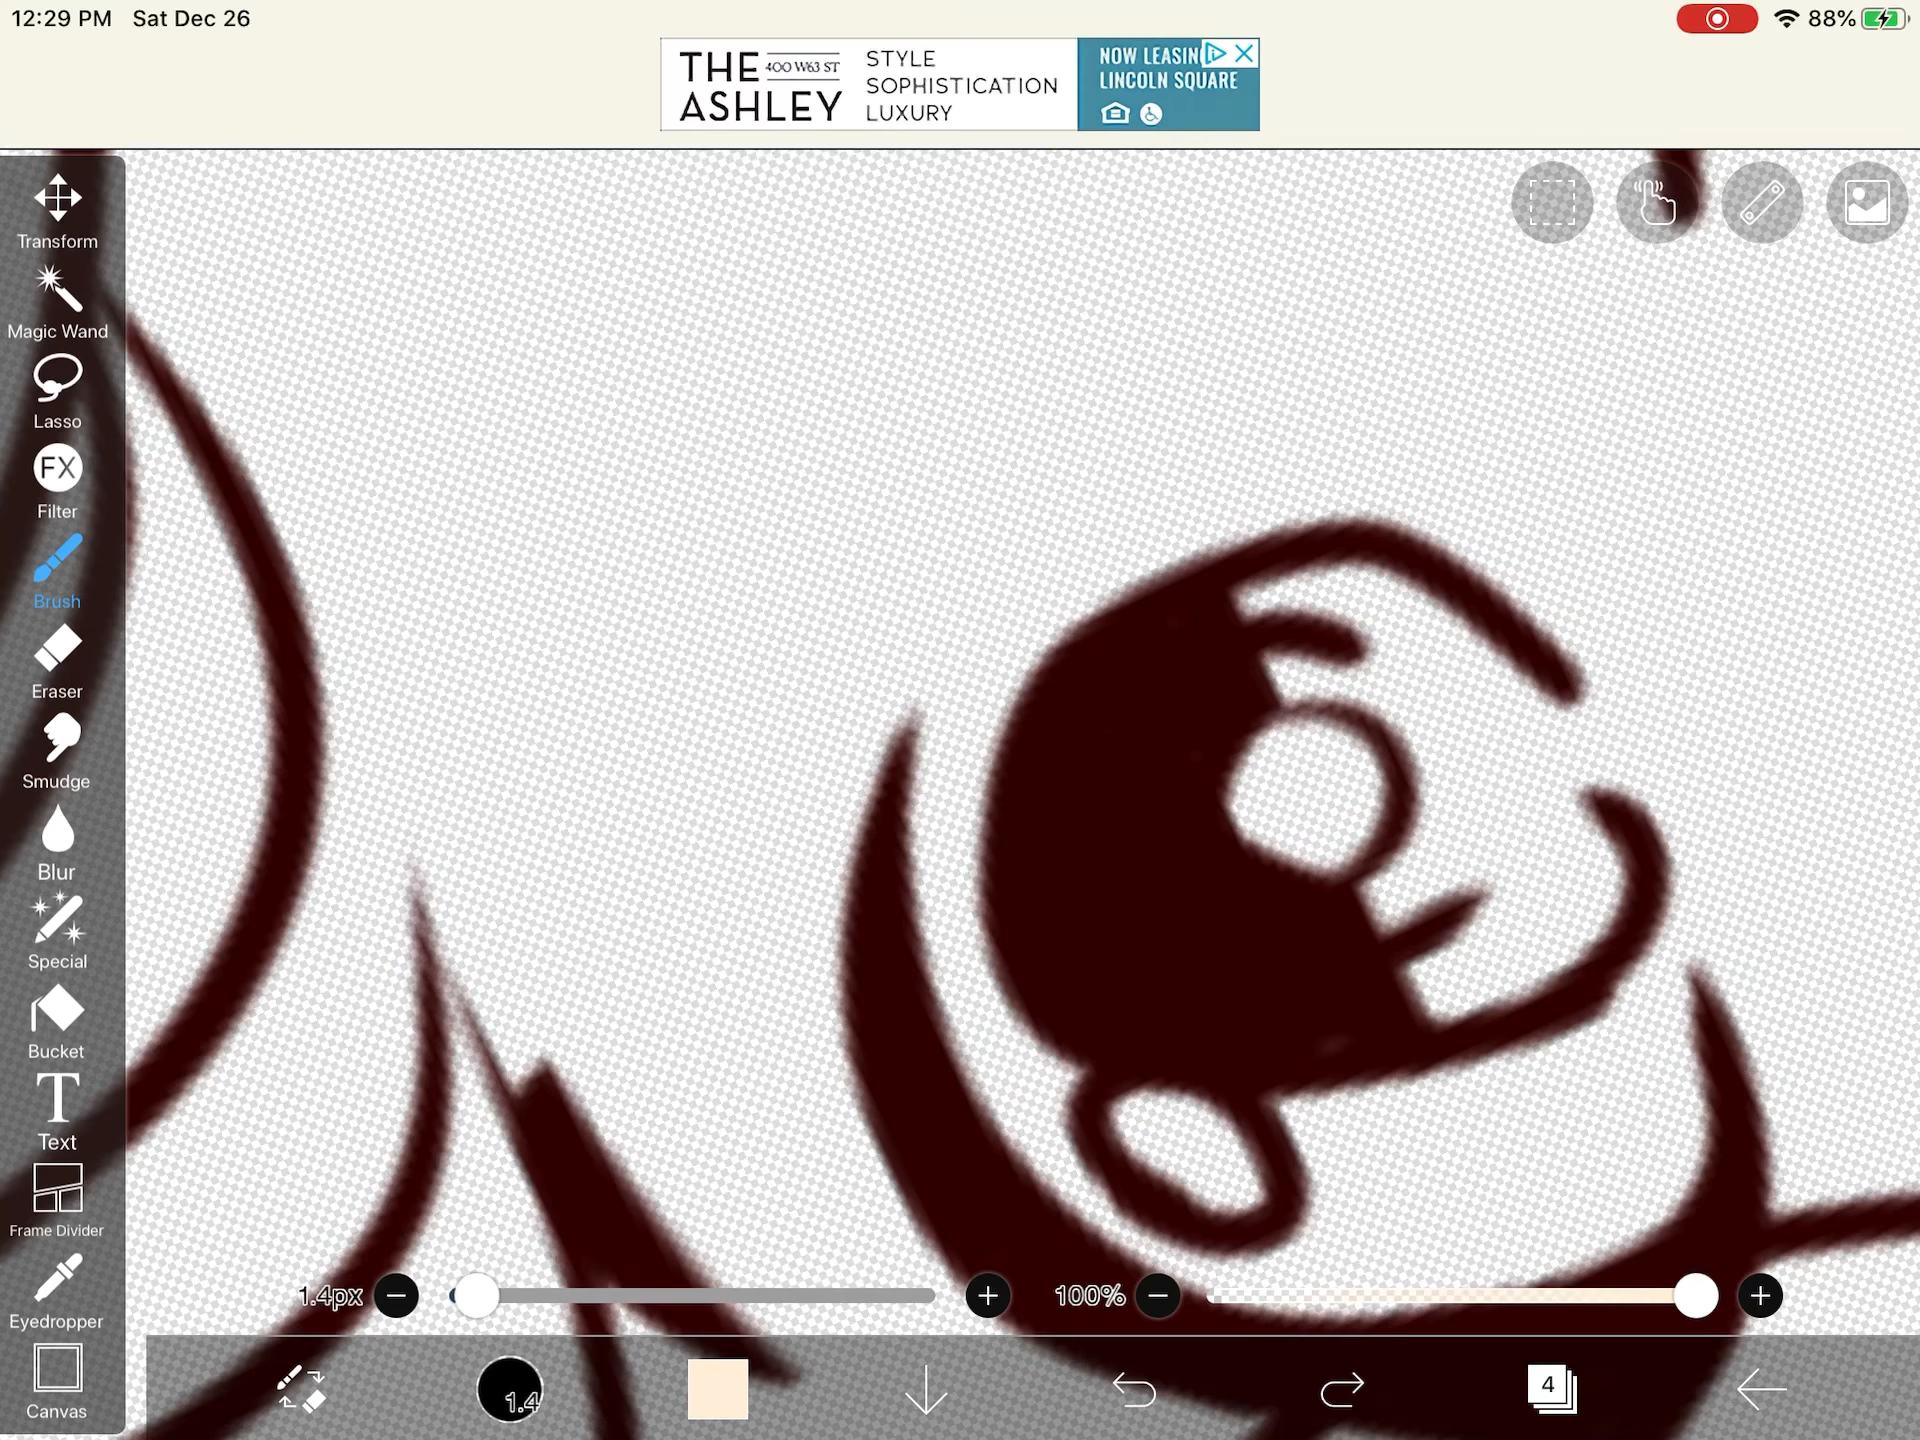 12:29 PM Sat Dec 26
88%
THE 400 W63 ST
ASHLEY
STYLE
SOPHISTICATION
LUXURY
NOW LEASIN
LINCOLN SQUARE
Transform
Magic Wand
Lasso
FX
Filter
Brush
Eraser
Smudge
Blur
Special
Bucket
T
Text
Frame Divider
Eyedropper
Canvas
1.4px
100%
1.4
4